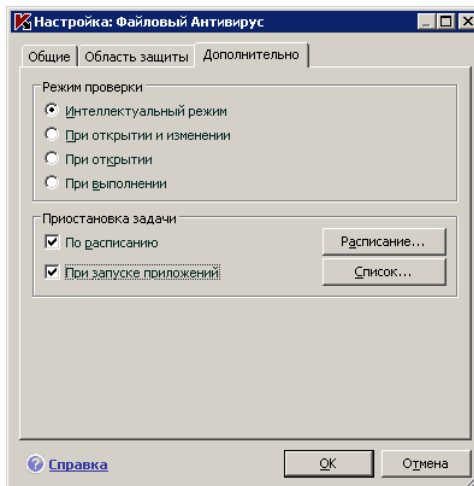 Настройка: Файловый Антивирус
Общие Область защиты Дополнительно
Режим проверки
Интеллектуальный режим
При открытии и изменении
При открытии
При выполнении
Приостановка задачи
По расписанию Расписание...
При запуске приложений Список...
Справка OK Отмена